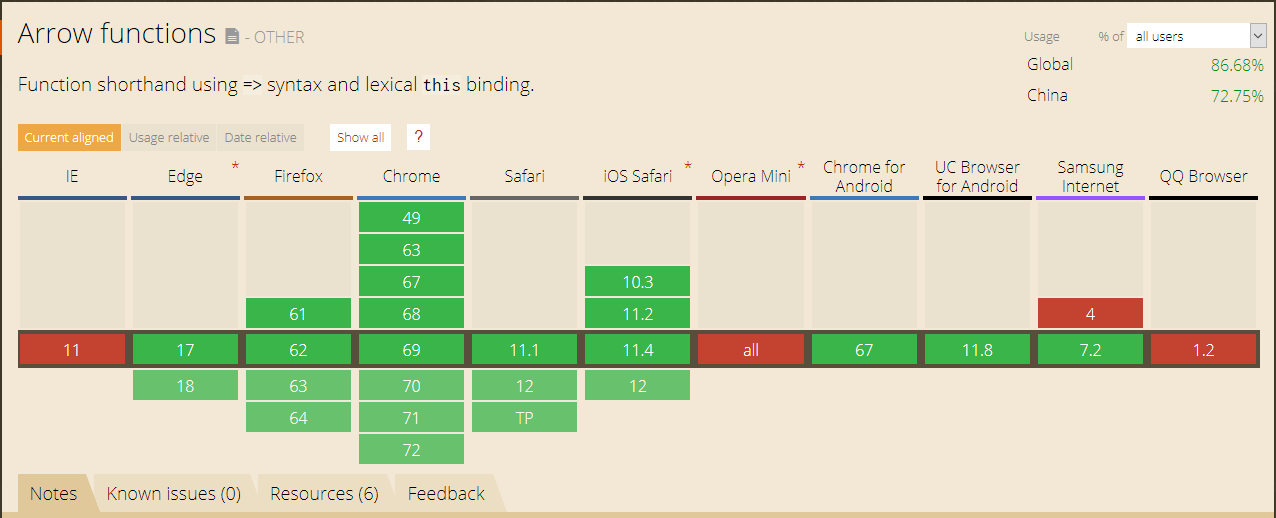 Arrow functions - OTHER
Usage % of all users
Global 86.68%
China 72.75%
Function shorthand using => syntax and lexical this binding.
Current aligned Usage relative Date relative Show all ?
IE Edge * Firefox Chrome Safari iOS Safari * Opera Mini * Chrome for Android UC Browser for Android Samsung Internet QQ Browser
49
63
67 10.3
61 68 11.2 4
11 17 62 69 11.1 11.4 all 67 11.8 7.2 1.2
18 63 70 12 12
64 71 TP
72
Notes Known issues (0) Resources (6) Feedback